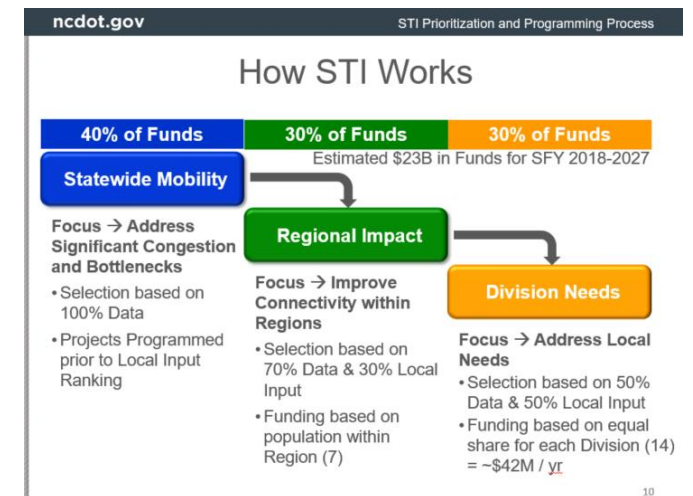 ncdot.gov
STI Prioritization and Programming Process
How STI Works
40% of Funds
30% of Funds
30% of Funds
Estimated $23B in Funds for SFY 2018-2027
Statewide Mobility
Focus → Address
Significant Congestion
and Bottlenecks
• Selection based on
100% Data
• Projects Programmed
prior to Local Input
Ranking
Regional Impact
Focus → Improve
Connectivity within
Regions
• Selection based on
70% Data & 30% Local
Input
• Funding based on
population within
Region (7)
Division Needs
Focus → Address Local
Needs
• Selection based on 50%
Data & 50% Local Input
• Funding based on equal
share for each Division (14)
= ~$42M / yr
10